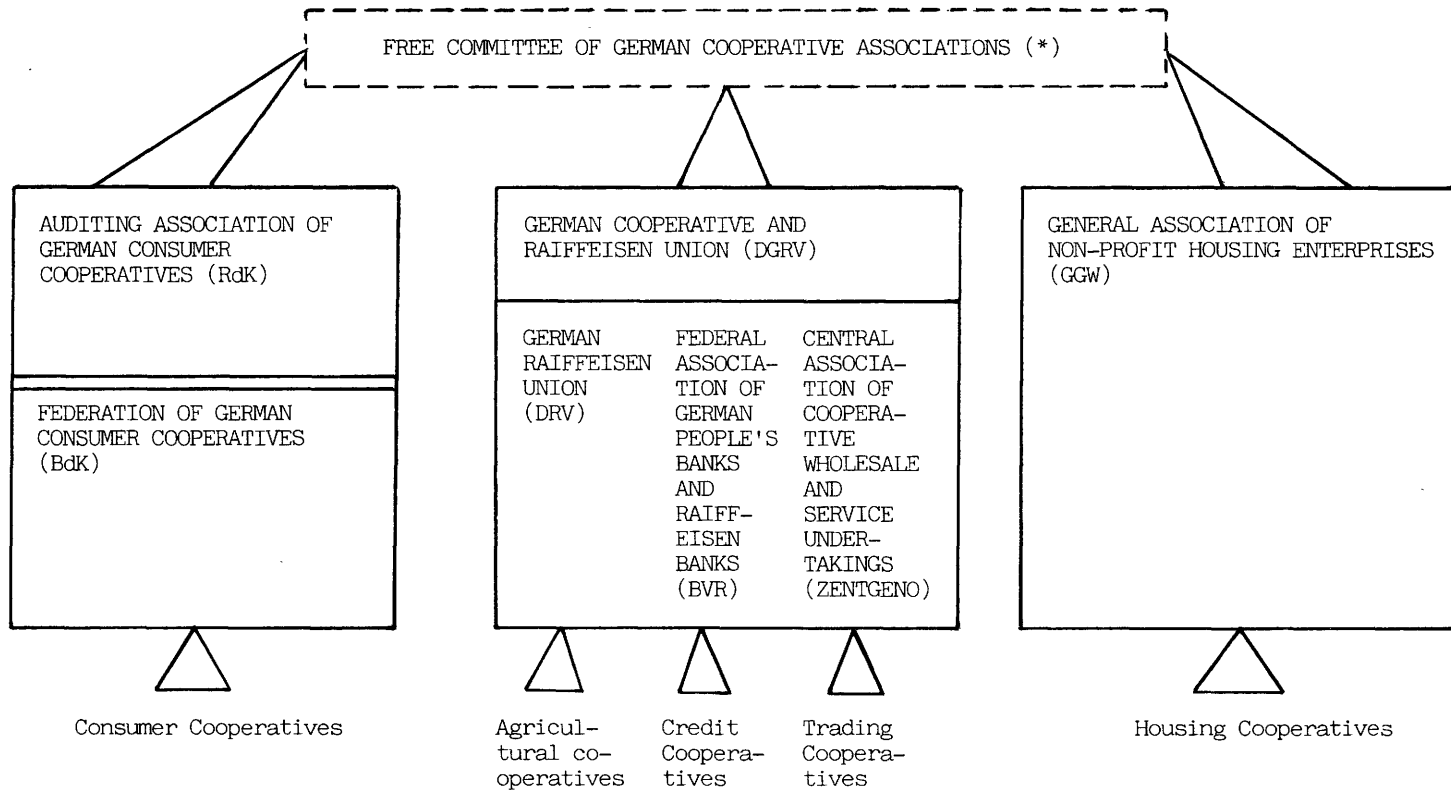 FREE COMMITTEE OF GERMAN COOPERATIVE ASSOCIATIONS (*)
AUDITING ASSOCIATION OF
GERMAN CONSUMER
COOPERATIVES (RdK)
FEDERATION OF GERMAN
CONSUMER COOPERATIVES
(BdK)
GERMAN COOPERATIVE AND
RAIFFEISEN UNION (DGRV)
GERMAN
RAIFFEISEN
UNION
(DRV)
FEDERAL
ASSOCIA-
TION OF
GERMAN
PEOPLE'S
BANKS
AND
RAIFF-
EISEN
BANKS
(BVR)
CENTRAL
ASSOCIA-
TION OF
COOPERA-
TIVE
WHOLESALE
AND
SERVICE
UNDER-
TAKINGS
(ZENTGENO)
GENERAL ASSOCIATION OF
NON-PROFIT HOUSING ENTERPRISES
(GGW)
Consumer Cooperatives
Agricul-
tural co-
operatives
Credit
Coopera-
tives
Trading
Coopera-
tives
Housing Cooperatives